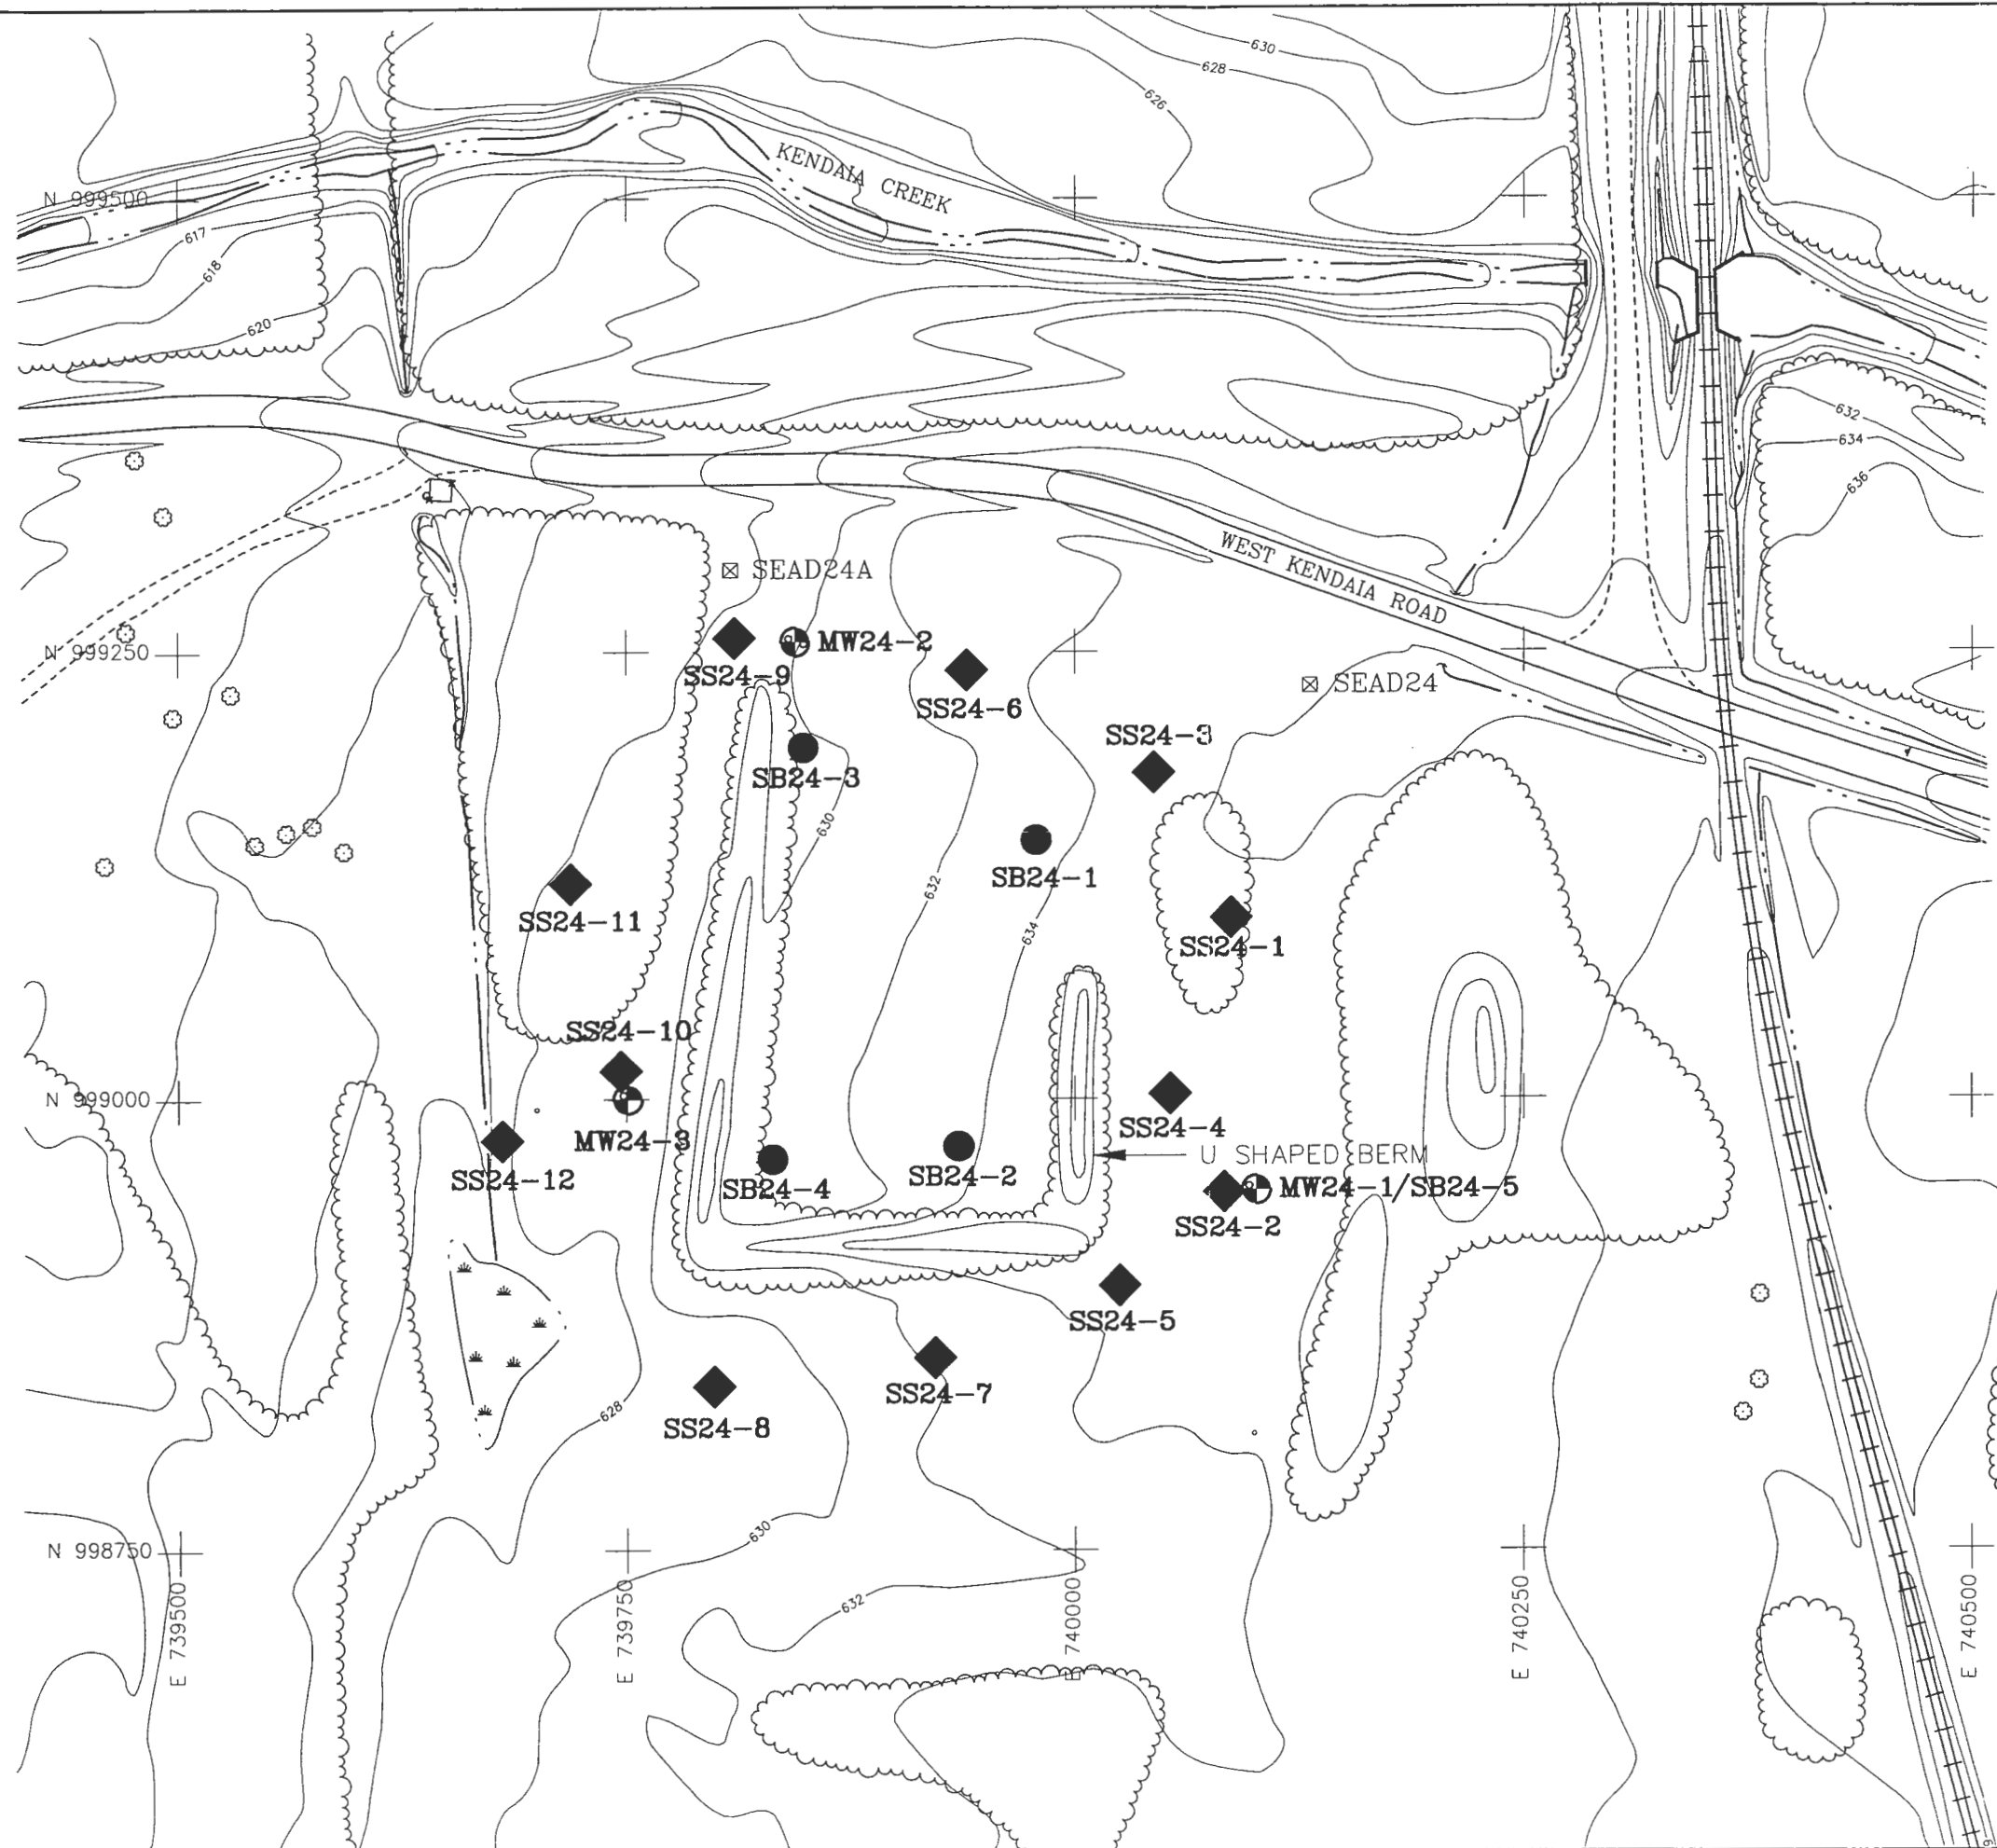 630
628
626
KENDAIA CREEK
N 999500
617
618
620
632
634
636
WEST KENDAIA ROAD
SEAD24A
MW24-2
N 999250
SS24-9
SS24-6
SEAD24
SS24-3
SB24-3
630
SB24-1
632
634
SS24-11
SS24-1
SS24-10
N 999000
MW24-3
SS24-4
SS24-12
SB24-4
SB24-2
U SHAPED BERM
MW24-1/SB24-5
SS24-2
SS24-5
SS24-7
628
SS24-8
630
N 998750
632
E 739500
E 739750
E 740000
E 740250
E 740500